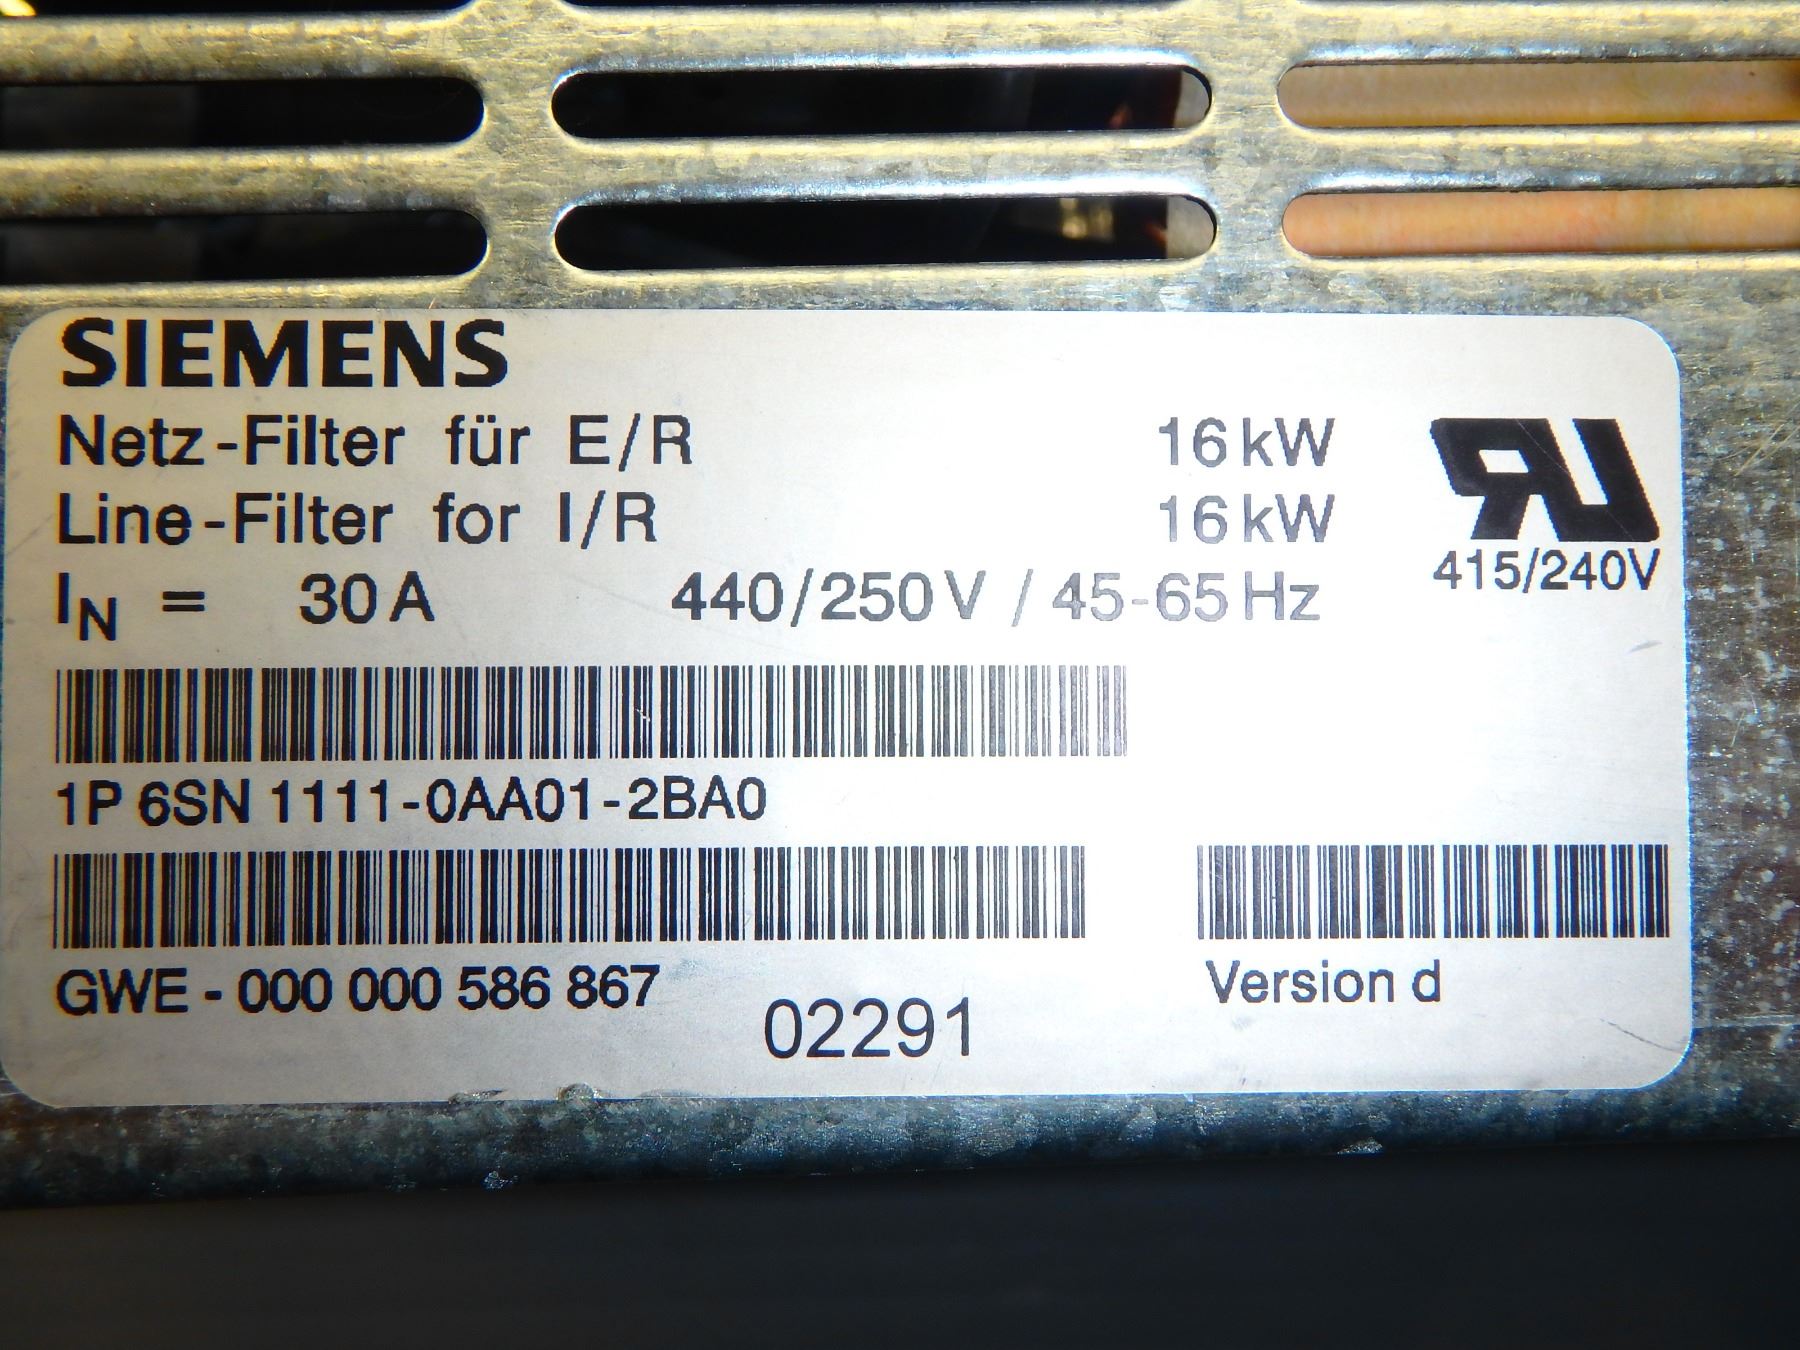 SIEMENS
Netz-Filter für E/R 16 kW
Line-Filter for I/R 16 kW
IN = 30 A 440/250 V / 45-65 Hz
415/240V
1P 6SN 1111-0AA01-2BA0
GWE - 000 000 586 867
Version d
02291